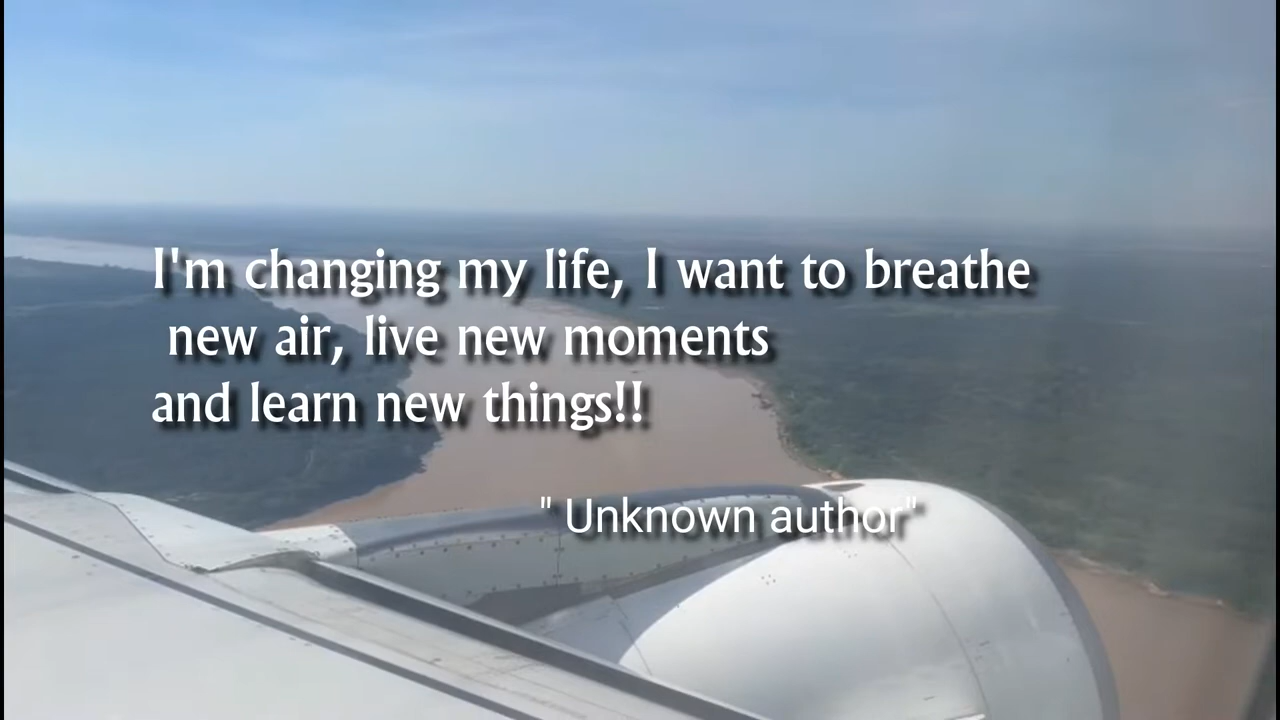 I'm changing my life, I want to breathe
new air, live new moments
and learn new things!!
" Unknown author"